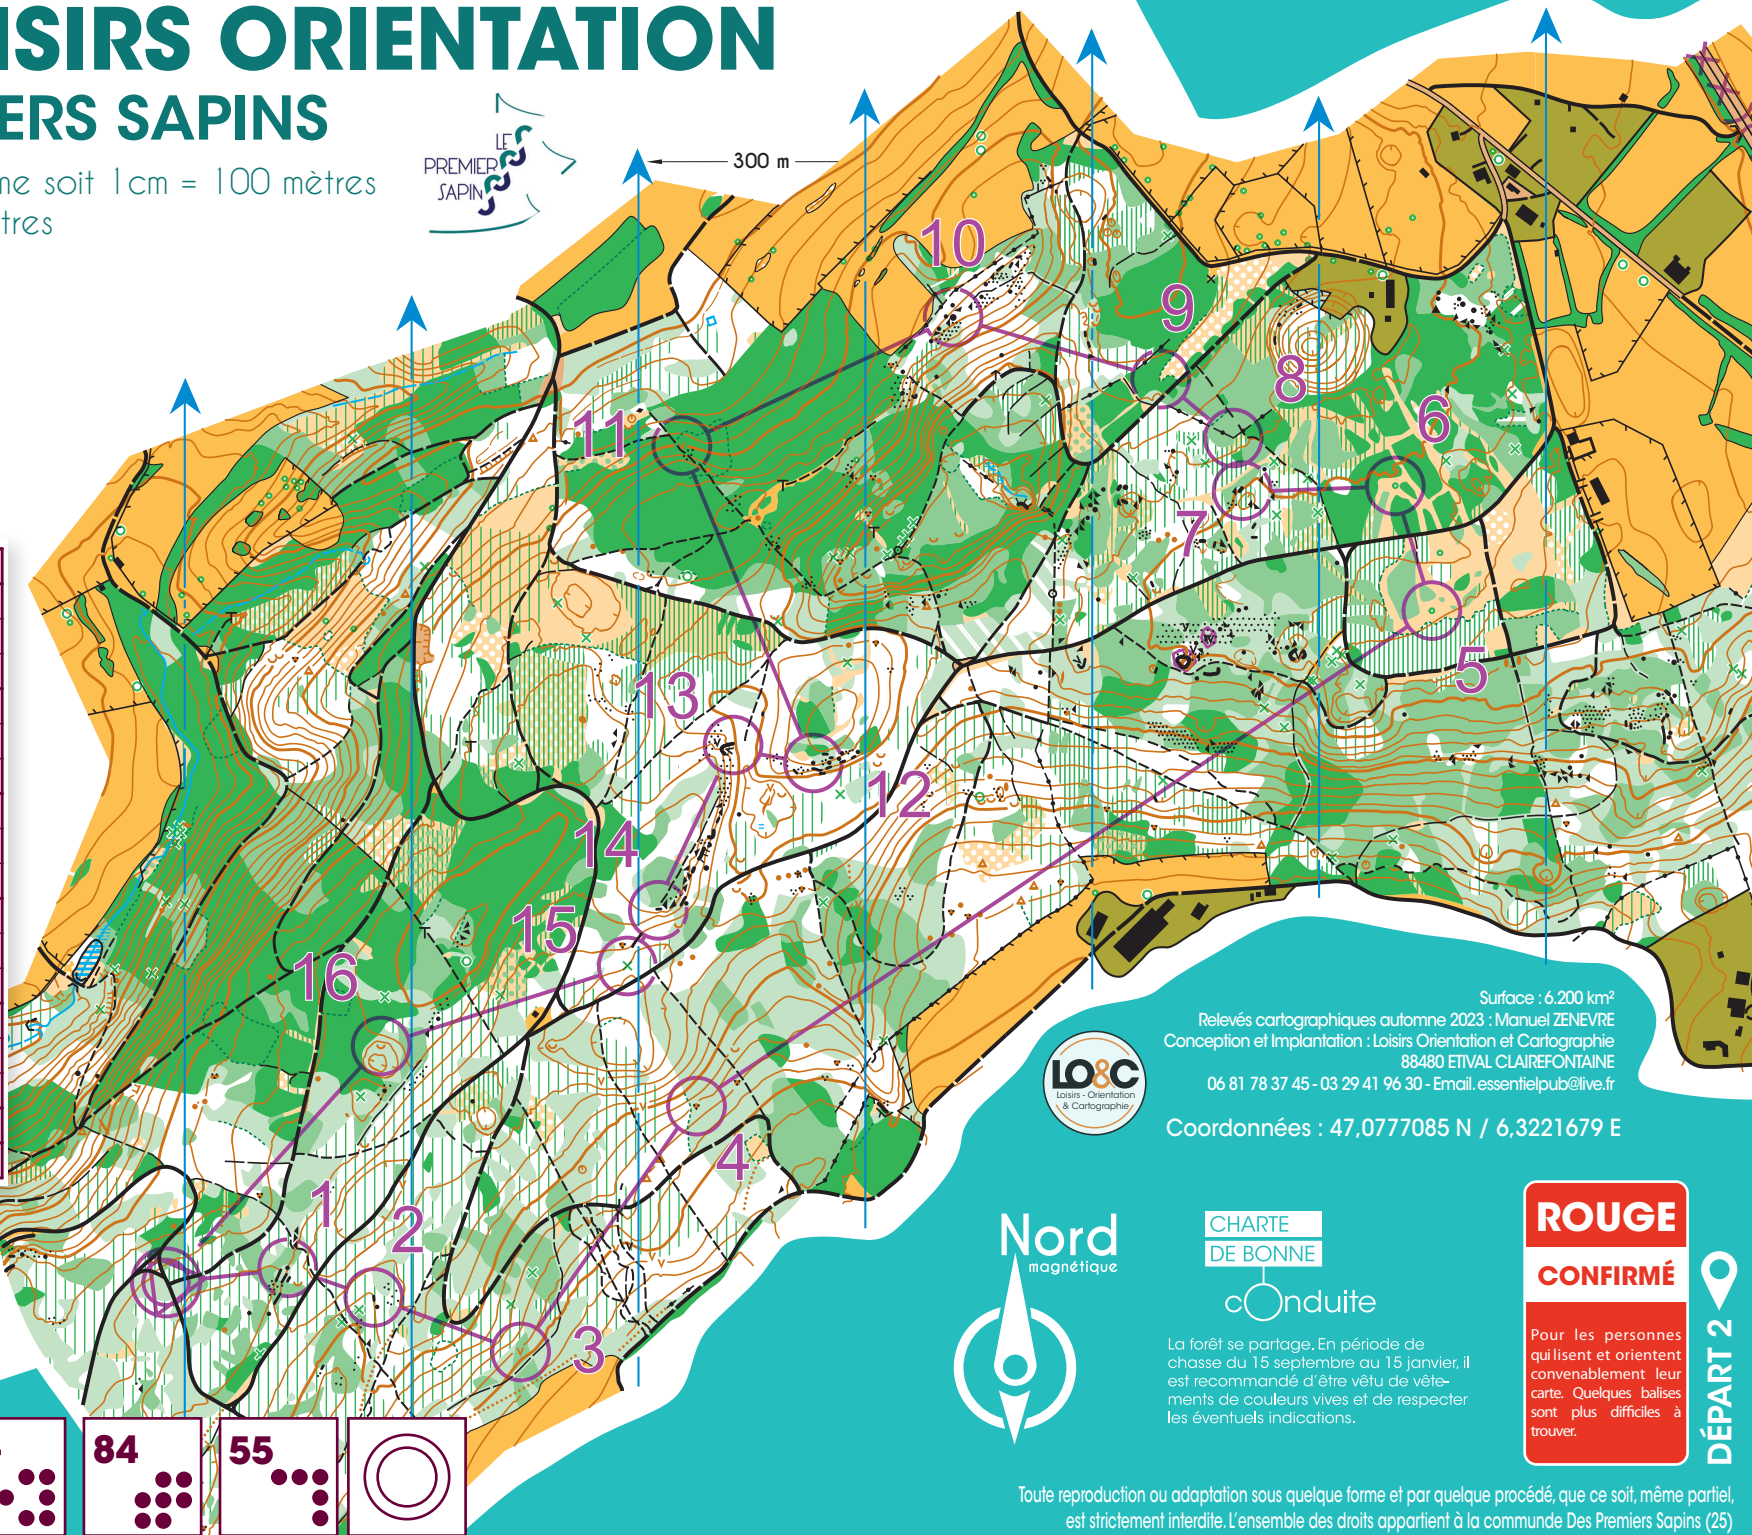 ISIRS ORIENTATION
ERS SAPINS
me soit 1cm = 100 mètres
tres
LE
PREMIER
SAPIN
300 m
10
9
8
11
6
7
5
13
12
14
15
16
4
1
2
3
Surface : 6.200 km²
Relevés cartographiques automne 2023 : Manuel ZENEVRE
Conception et Implantation : Loisirs Orientation et Cartographie
88480 ETIVAL CLAIREFONTAINE
06 81 78 37 45 - 03 29 41 96 30 - Email. essentielpub@live.fr
LO&C
Loisirs - Orientation
& Cartographie
Coordonnées : 47,0777085 N / 6,3221679 E
Nord
magnétique
CHARTE
DE BONNE
cOnduite
La forêt se partage. En période de
chasse du 15 septembre au 15 janvier, il
est recommandé d'être vêtu de vête-
ments de couleurs vives et de respecter
les éventuels indications.
ROUGE
CONFIRMÉ
Pour les personnes
qui lisent et orientent
convenablement leur
carte. Quelques balises
sont plus difficiles à
trouver.
DÉPART 2
84
55
Toute reproduction ou adaptation sous quelque forme et par quelque procédé, que ce soit, même partiel,
est strictement interdite. L'ensemble des droits appartient à la commune Des Premiers Sapins (25)